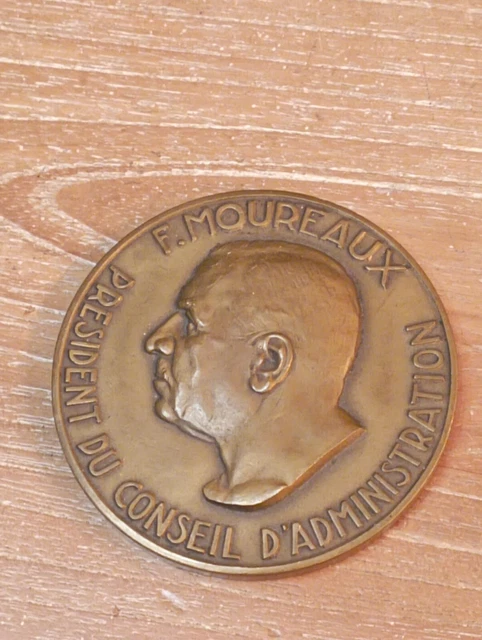 F. MOUREAUX
PRESIDENT DU CONSEIL D'ADMINISTRATION